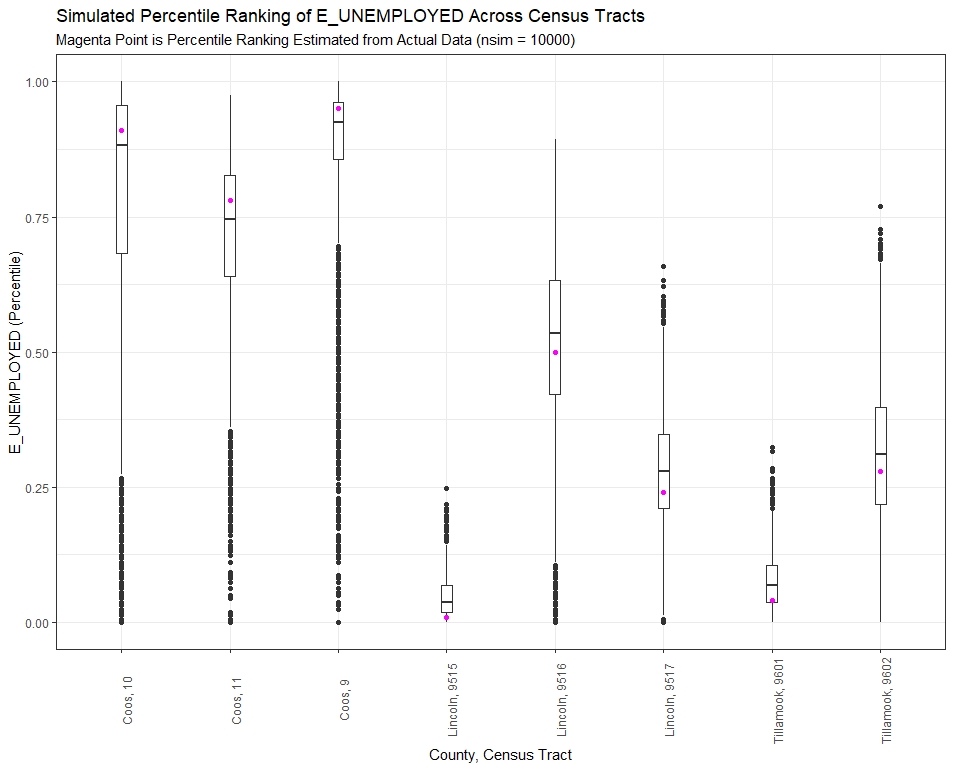 Simulated Percentile Ranking of E_UNEMPLOYED Across Census Tracts
Magenta Point is Percentile Ranking Estimated from Actual Data (nsim = 10000)
E_UNEMPLOYED (Percentile)
1.00
0.75
0.50
0.25
0.00
Coos, 10
Coos, 11
Coos, 9
Lincoln, 9515
Lincoln, 9516
Lincoln, 9517
Tillamook, 9601
Tillamook, 9602
County, Census Tract